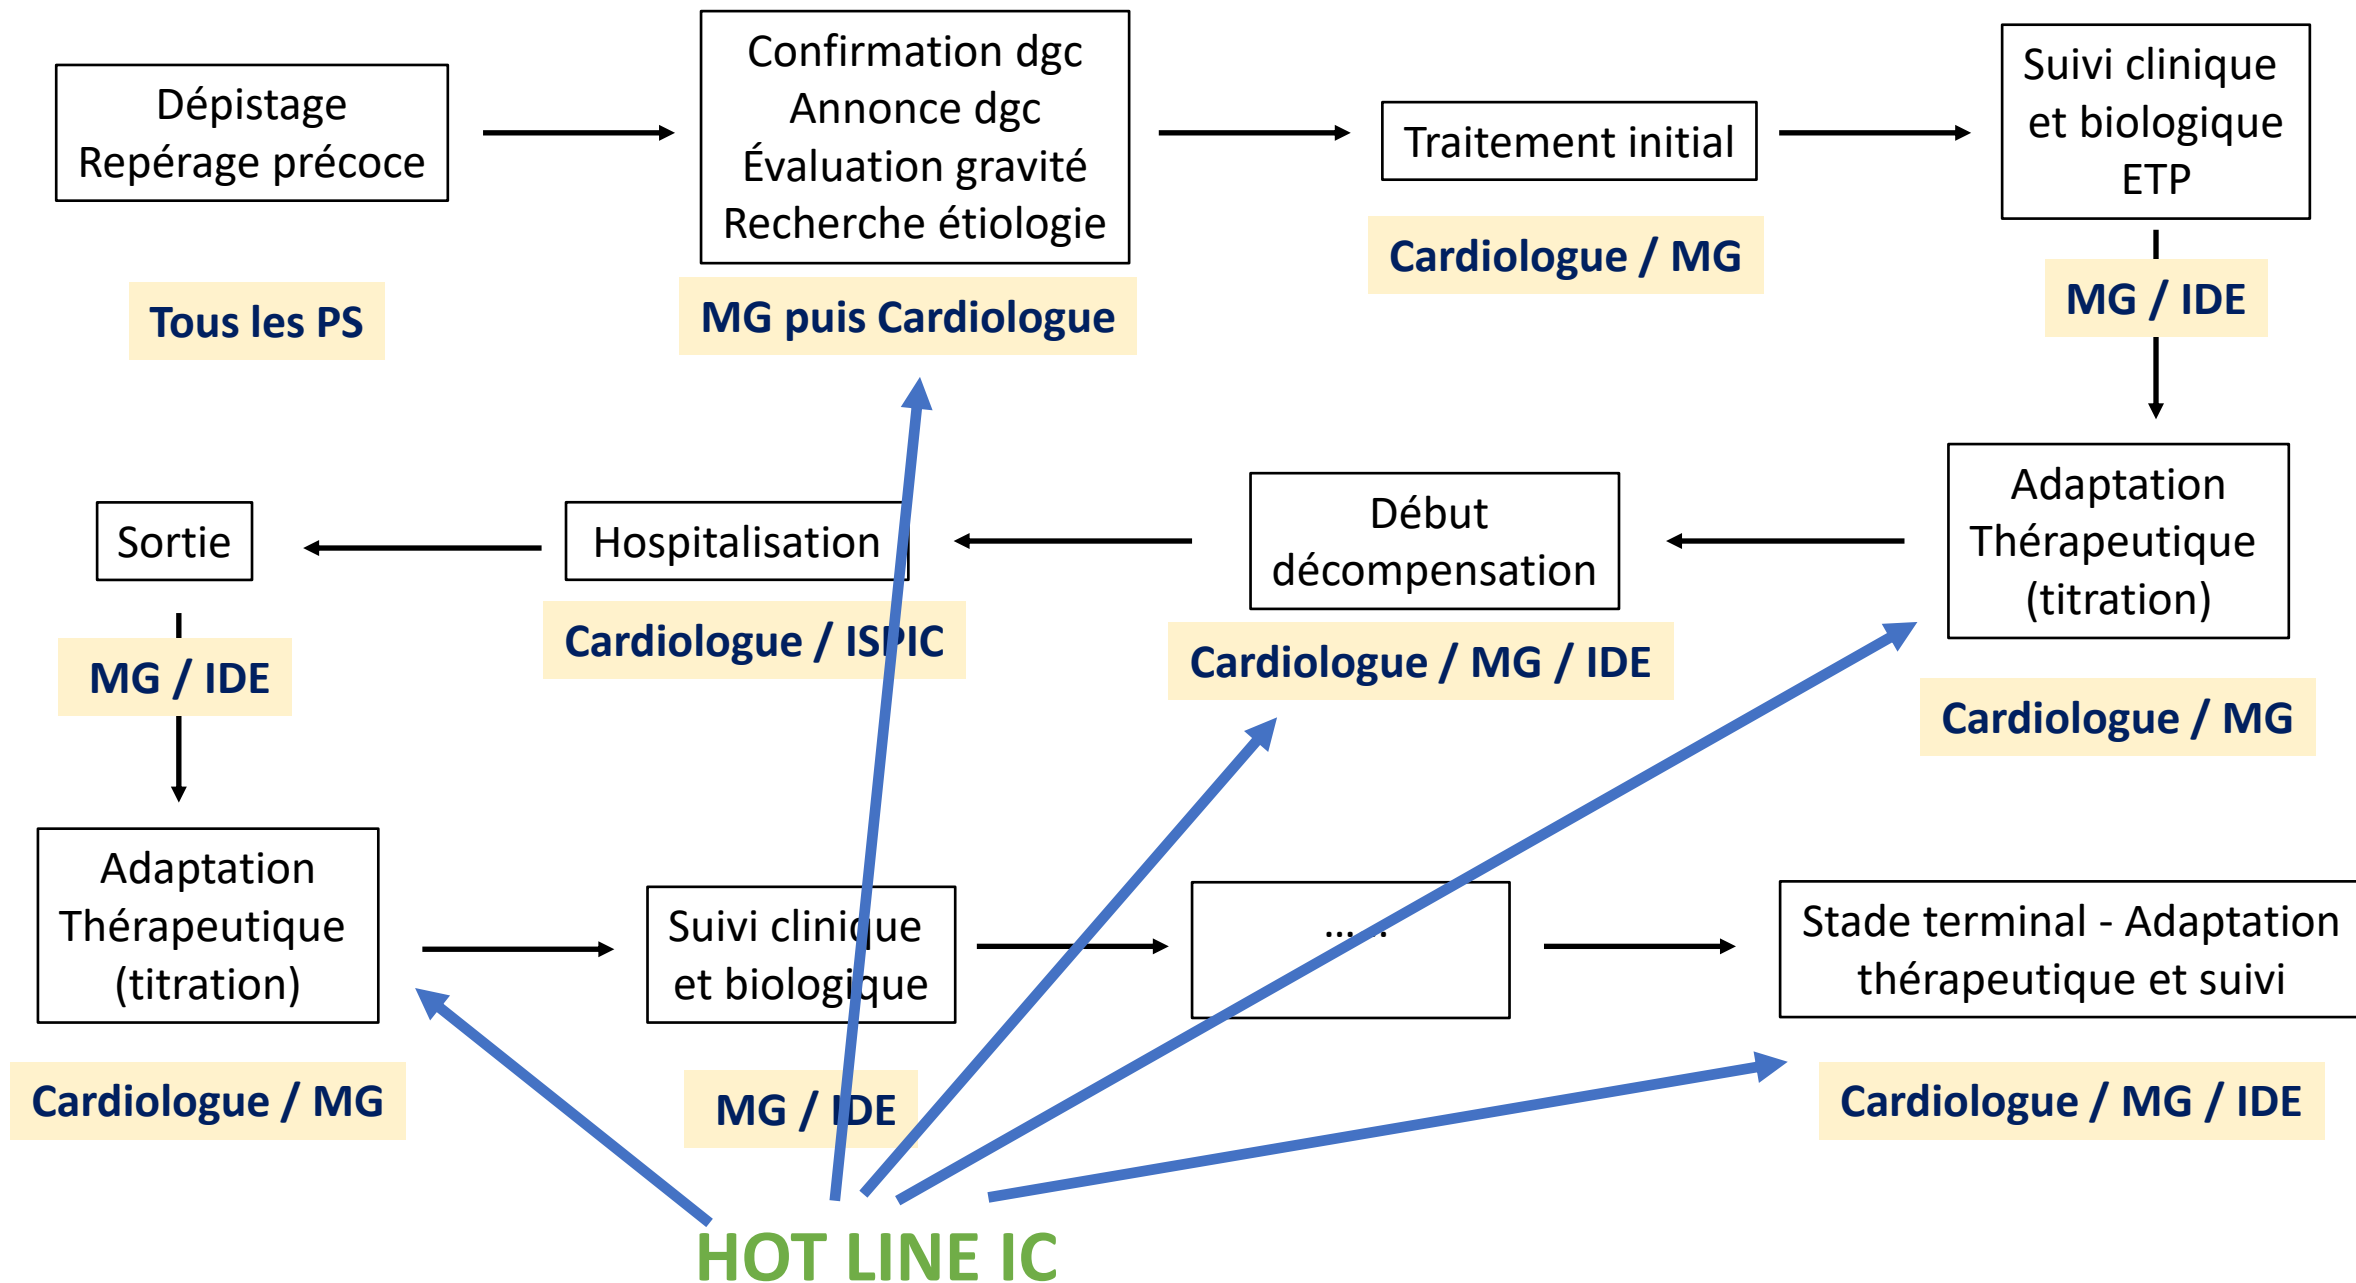 Dépistage
Repérage précoce
Tous les PS
Confirmation dgc
Annonce dgc
Évaluation gravité
Recherche étiologie
MG puis Cardiologue
Traitement initial
Cardiologue / MG
Suivi clinique
et biologique
ETP
MG / IDE
Adaptation
Thérapeutique
(titration)
Cardiologue / MG
Début
décompensation
Cardiologue / MG / IDE
Hospitalisation
Cardiologue / ISPIC
Sortie
MG / IDE
Adaptation
Thérapeutique
(titration)
Cardiologue / MG
Suivi clinique
et biologique
MG / IDE
......
Stade terminal - Adaptation
thérapeutique et suivi
Cardiologue / MG / IDE
HOT LINE IC